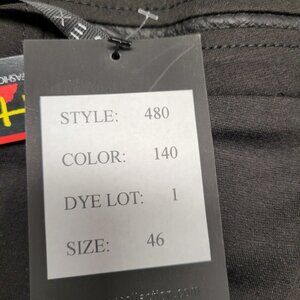 STYLE: 480
COLOR: 140
DYE LOT: 1
SIZE: 46